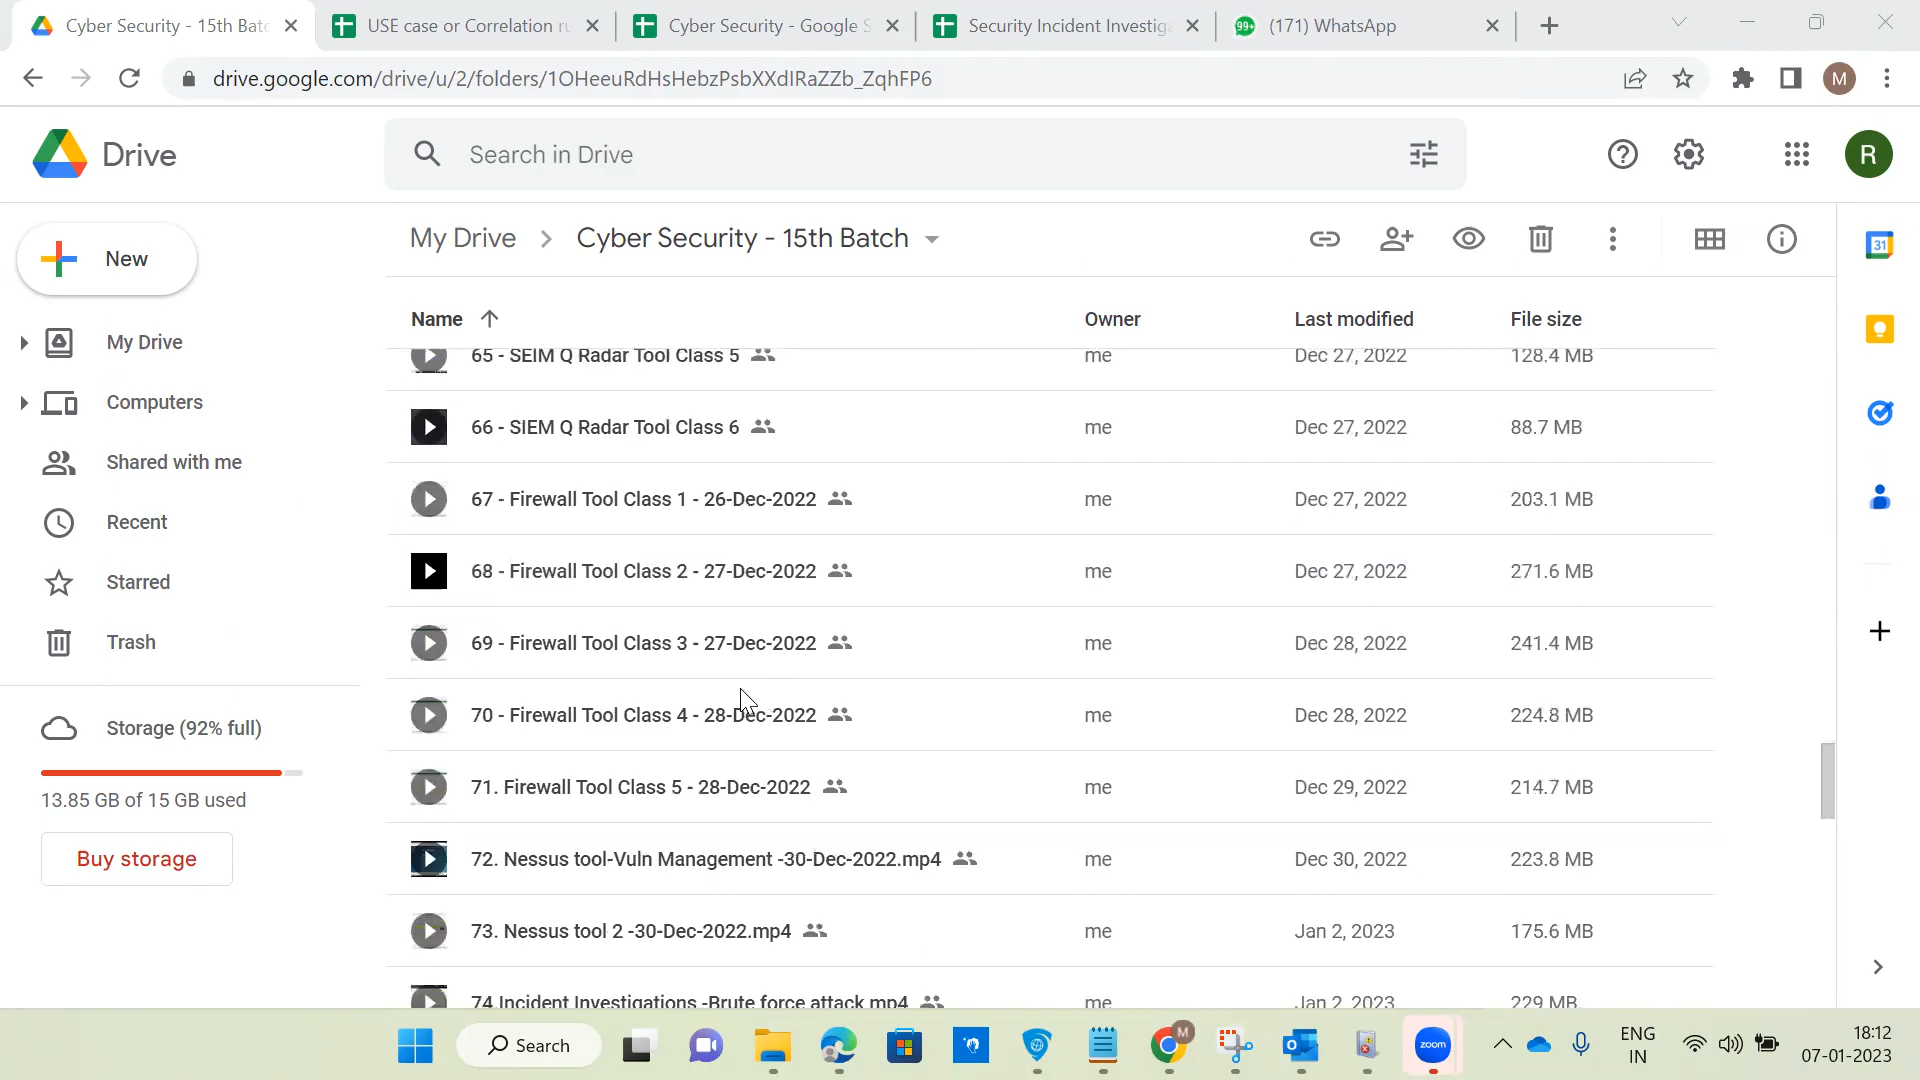 Cyber Security - 15th Batc
USE case or Correlation ru
Cyber Security - Google S
Security Incident Investiga
99+ (171) WhatsApp
drive.google.com/drive/u/2/folders/1OHeeuRdHsHebzPsbXXdIRaZZb_ZqhFP6
M
Drive
Search in Drive
R
New
My Drive
Computers
Shared with me
Recent
Starred
Trash
Storage (92% full)
13.85 GB of 15 GB used
Buy storage
My Drive > Cyber Security - 15th Batch
Name Owner Last modified File size
65 - SEIM Q Radar Tool Class 5 me Dec 27, 2022 128.4 MB
66 - SIEM Q Radar Tool Class 6 me Dec 27, 2022 88.7 MB
67 - Firewall Tool Class 1 - 26-Dec-2022 me Dec 27, 2022 203.1 MB
68 - Firewall Tool Class 2 - 27-Dec-2022 me Dec 27, 2022 271.6 MB
69 - Firewall Tool Class 3 - 27-Dec-2022 me Dec 28, 2022 241.4 MB
70 - Firewall Tool Class 4 - 28-Dec-2022 me Dec 28, 2022 224.8 MB
71. Firewall Tool Class 5 - 28-Dec-2022 me Dec 29, 2022 214.7 MB
72. Nessus tool-Vuln Management -30-Dec-2022.mp4 me Dec 30, 2022 223.8 MB
73. Nessus tool 2 -30-Dec-2022.mp4 me Jan 2, 2023 175.6 MB
74 Incident Investigations -Brute force attack.mp4 me Jan 2, 2023 229 MB
31
Search
M
zoom
ENG
IN
18:12
07-01-2023